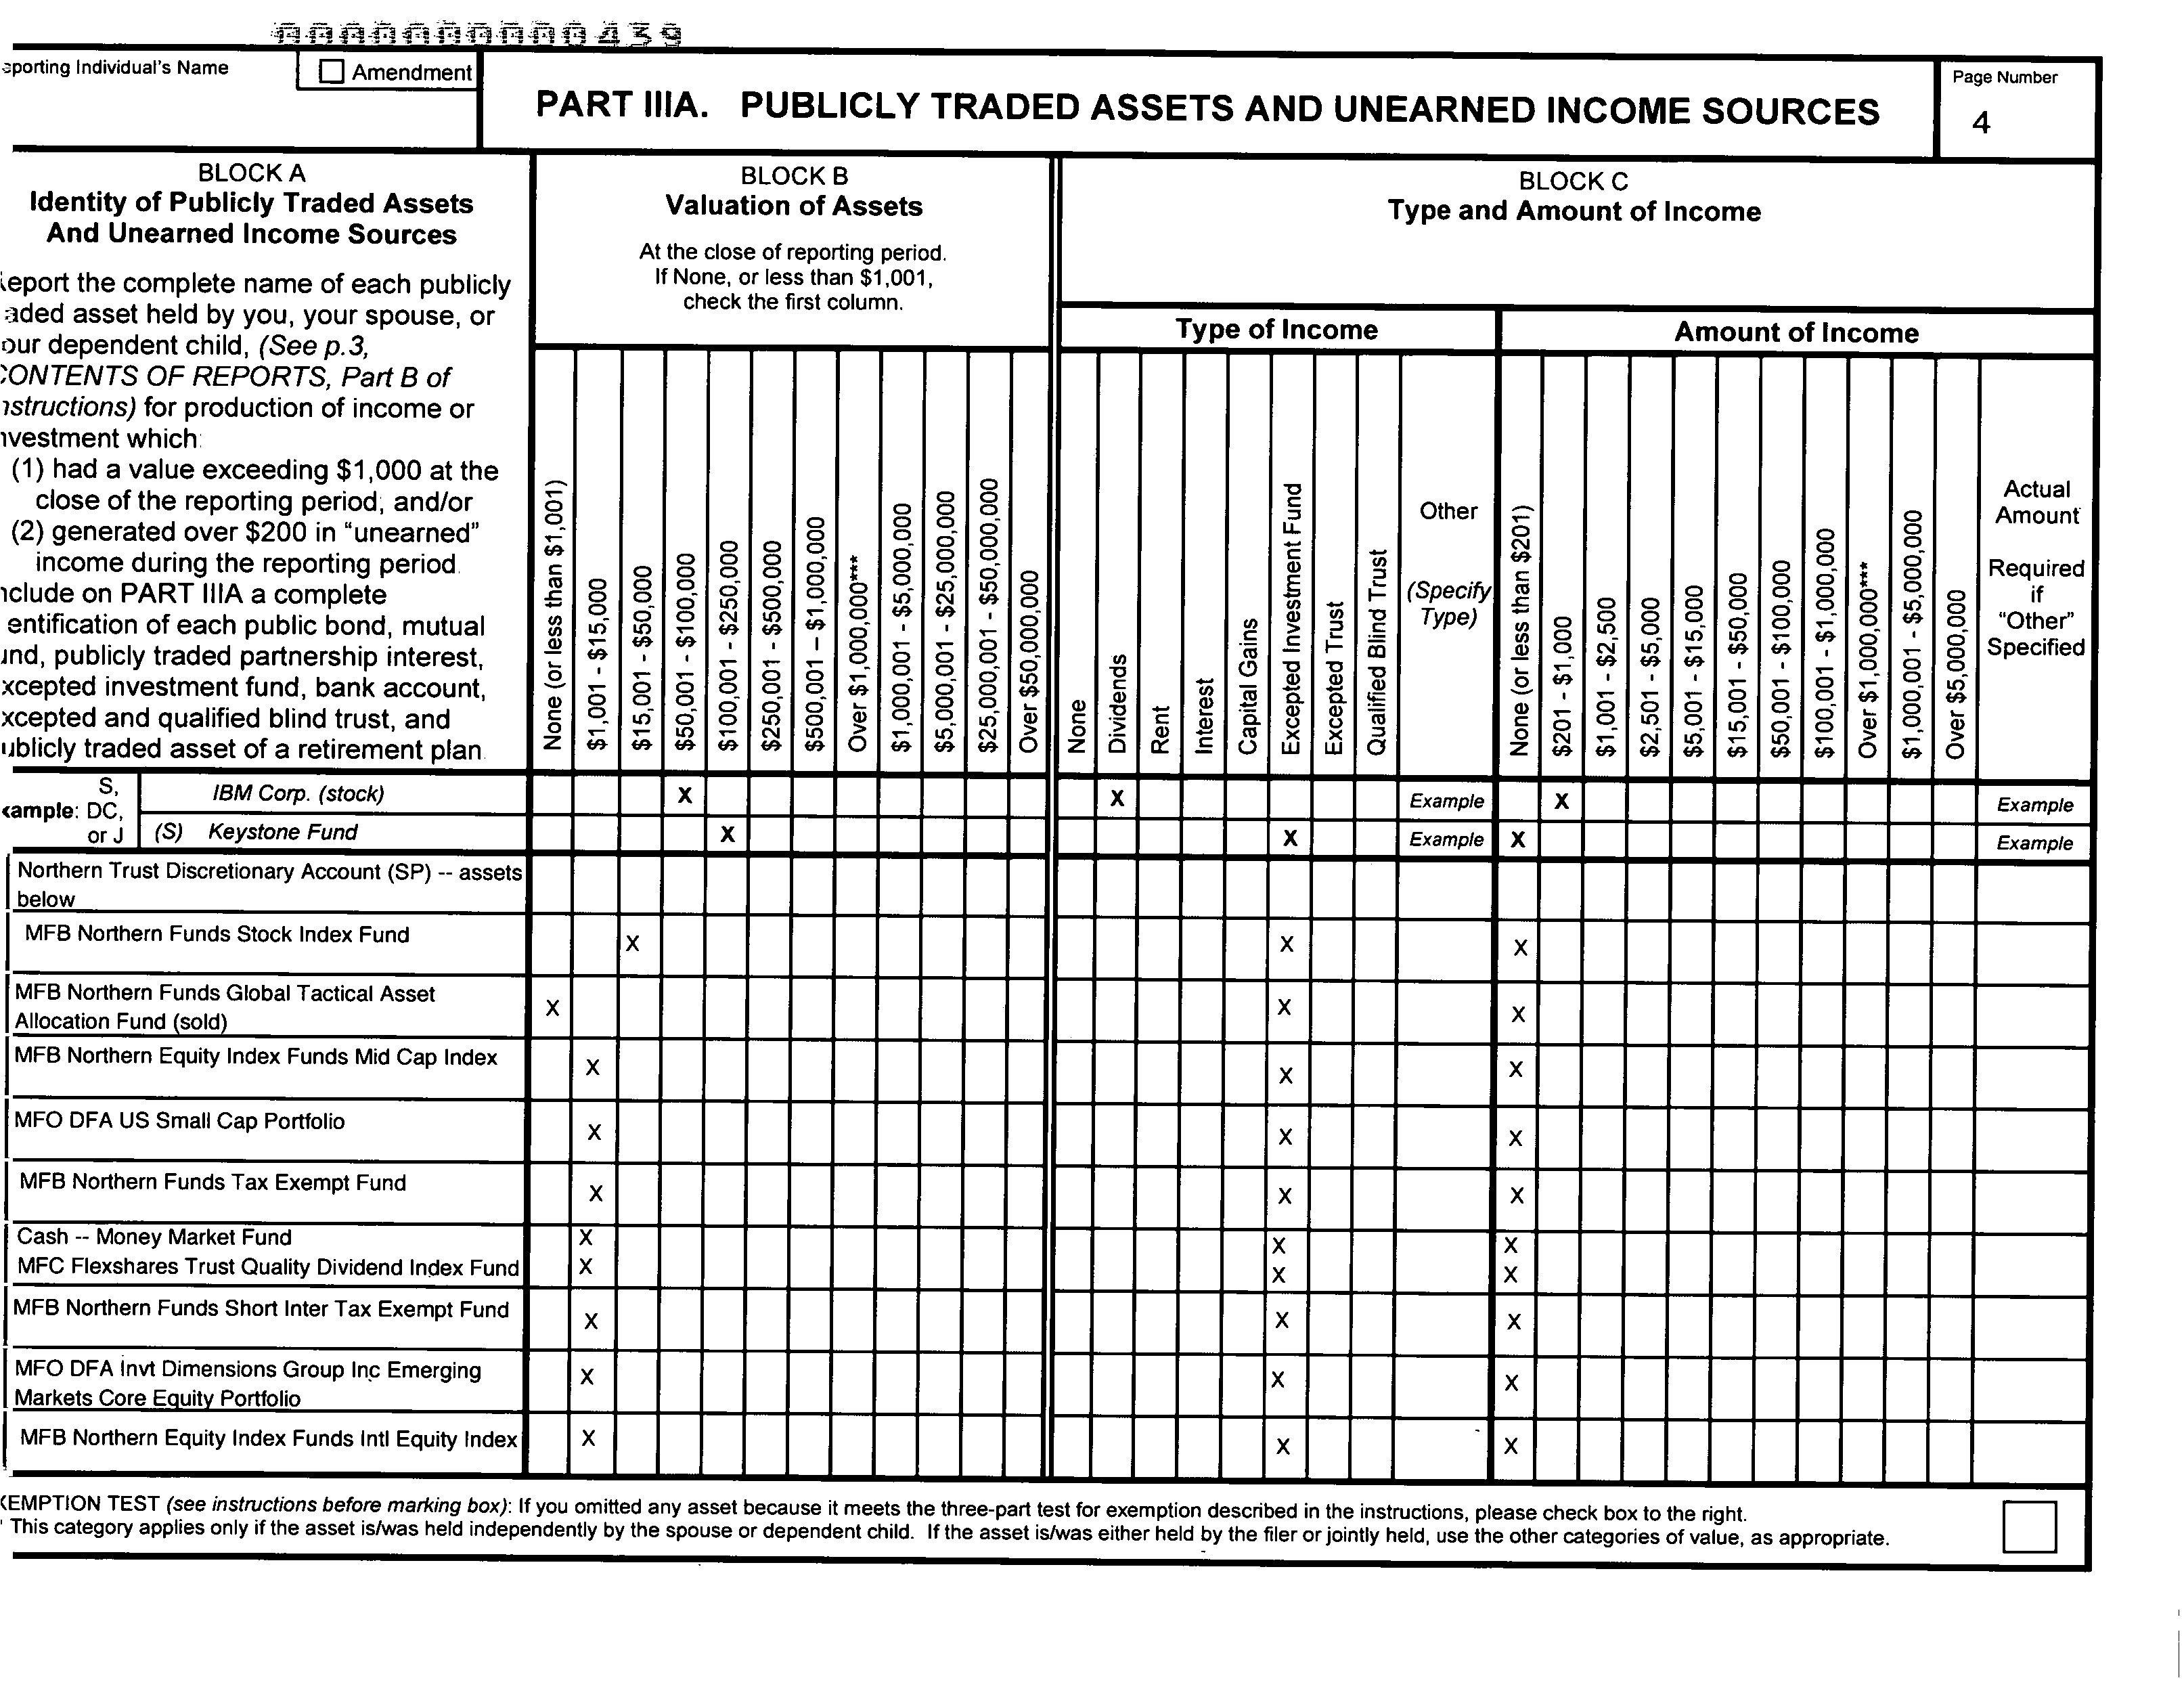 eporting Individual's Name
Amendment
PART IIIA. PUBLICLY TRADED ASSETS AND UNEARNED INCOME SOURCES
Page Number
4
BLOCK A
Identity of Publicly Traded Assets
And Unearned Income Sources
eport the complete name of each publicly
aded asset held by you, your spouse, or
our dependent child, (See p.3,
CONTENTS OF REPORTS, Part B of
nstructions) for production of income or
nvestment which:
(1) had a value exceeding $1,000 at the
close of the reporting period; and/or
(2) generated over $200 in "unearned"
income during the reporting period.
nclude on PART IIIA a complete
entification of each public bond, mutual
und, publicly traded partnership interest,
xcepted investment fund, bank account,
xcepted and qualified blind trust, and
ublicly traded asset of a retirement plan.
BLOCK B
Valuation of Assets
At the close of reporting period.
If None, or less than $1,001,
check the first column.
None (or less than $1,001)
$1,001 - $15,000
$15,001 - $50,000
$50,001 - $100,000
$100,001 - $250,000
$250,001 - $500,000
$500,001 – $1,000,000
Over $1,000,000***
$1,000,001 - $5,000,000
$5,000,001 - $25,000,000
$25,000,001 - $50,000,000
Over $50,000,000
BLOCK C
Type and Amount of Income
Type of Income
None
Dividends
Rent
Interest
Capital Gains
Excepted Investment Fund
Excepted Trust
Qualified Blind Trust
Other
(Specify
Type)
Amount of Income
None (or less than $201)
$201 - $1,000
$1,001 - $2,500
$2,501 - $5,000
$5,001 - $15,000
$15,001 - $50,000
$50,001 - $100,000
$100,001 - $1,000,000
Over $1,000,000***
$1,000,001 - $5,000,000
Over $5,000,000
Actual
Amount
Required
if
"Other"
Specified
S,
xample: DC,
or J
IBM Corp. (stock) X X Example X Example
(S) Keystone Fund X X Example X Example
Northern Trust Discretionary Account (SP) -- assets
below
MFB Northern Funds Stock Index Fund X X X
MFB Northern Funds Global Tactical Asset
Allocation Fund (sold) X X X
MFB Northern Equity Index Funds Mid Cap Index X X X
MFO DFA US Small Cap Portfolio X X X
MFB Northern Funds Tax Exempt Fund X X X
Cash -- Money Market Fund X X X
MFC Flexshares Trust Quality Dividend Index Fund X X X
MFB Northern Funds Short Inter Tax Exempt Fund X X X
MFO DFA Invt Dimensions Group Inc Emerging
Markets Core Equity Portfolio X X X
MFB Northern Equity Index Funds Intl Equity Index X X X
EMPTION TEST (see instructions before marking box): If you omitted any asset because it meets the three-part test for exemption described in the instructions, please check box to the right.
This category applies only if the asset is/was held independently by the spouse or dependent child. If the asset is/was either held by the filer or jointly held, use the other categories of value, as appropriate.